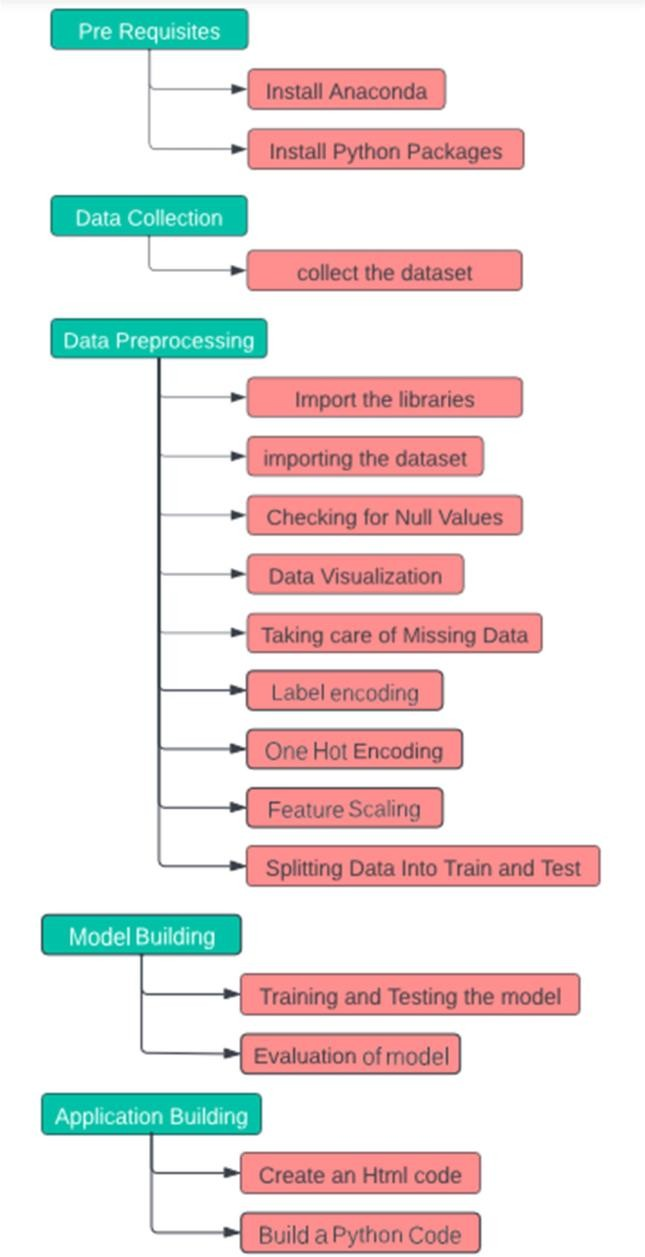 Pre Requisites
Install Anaconda
Install Python Packages
Data Collection
collect the dataset
Data Preprocessing
Import the libraries
importing the dataset
Checking for Null Values
Data Visualization
Taking care of Missing Data
Label encoding
One Hot Encoding
Feature Scaling
Splitting Data Into Train and Test
Model Building
Training and Testing the model
Evaluation of model
Application Building
Create an Html code
Build a Python Code